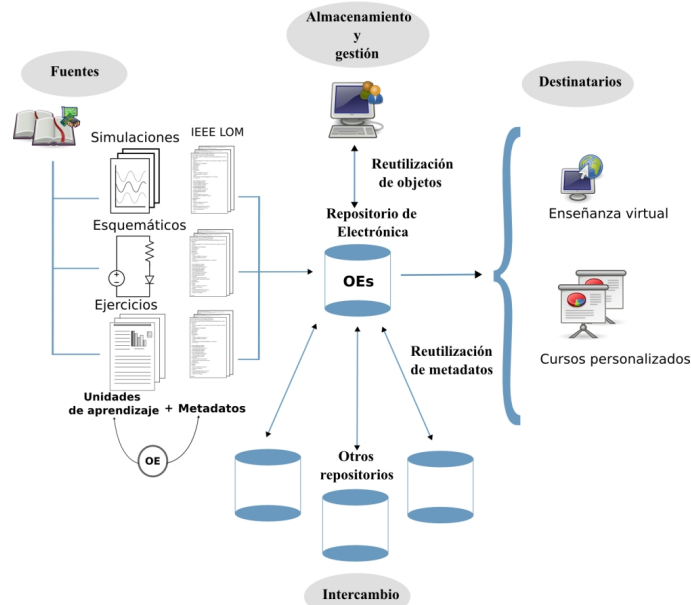 Almacenamiento
y
gestión
Fuentes
Destinatarios
Simulaciones
IEEE LOM
Reutilización
de objetos
Esquemáticos
Repositorio de
Electrónica
OEs
Enseñanza virtual
Ejercicios
Reutilización
de metadatos
Cursos personalizados
Unidades
de aprendizaje + Metadatos
OE
Otros
repositorios
Intercambio